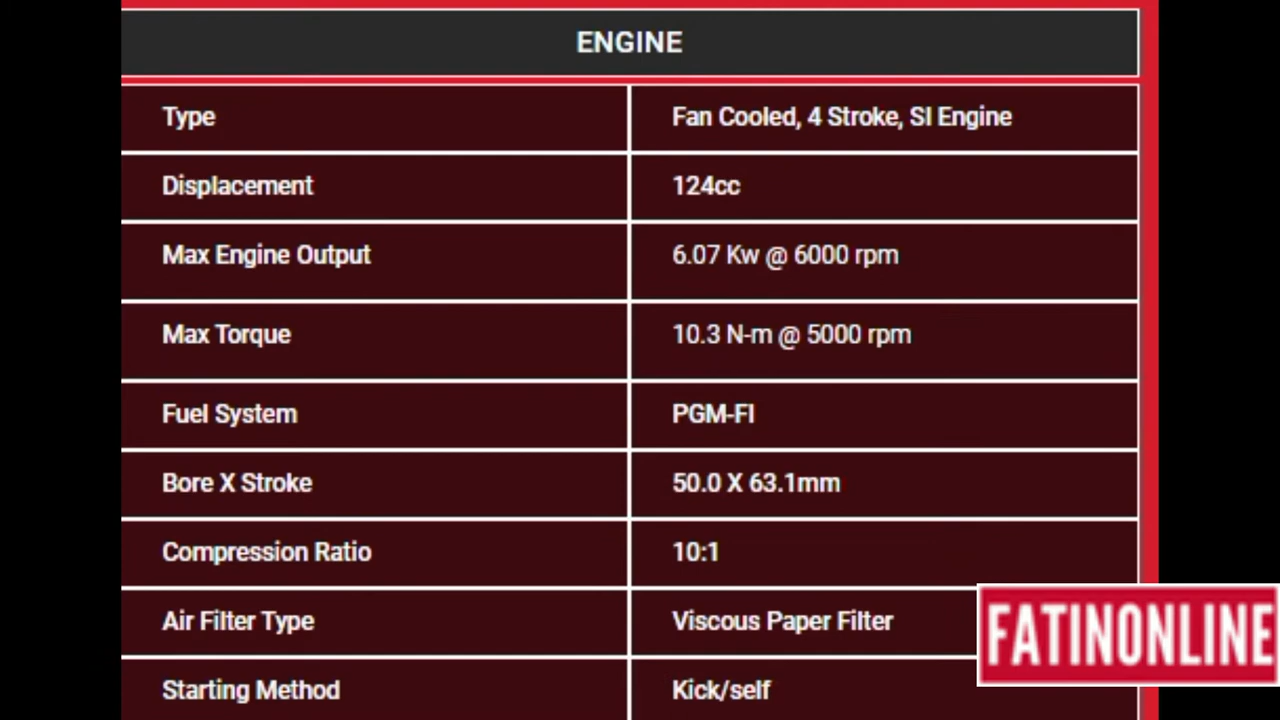 ENGINE
Type Fan Cooled, 4 Stroke, SI Engine
Displacement 124cc
Max Engine Output 6.07 Kw @ 6000 rpm
Max Torque 10.3 N-m @ 5000 rpm
Fuel System PGM-FI
Bore X Stroke 50.0 X 63.1mm
Compression Ratio 10:1
Air Filter Type Viscous Paper Filter
FATINONLINE
Starting Method Kick/self